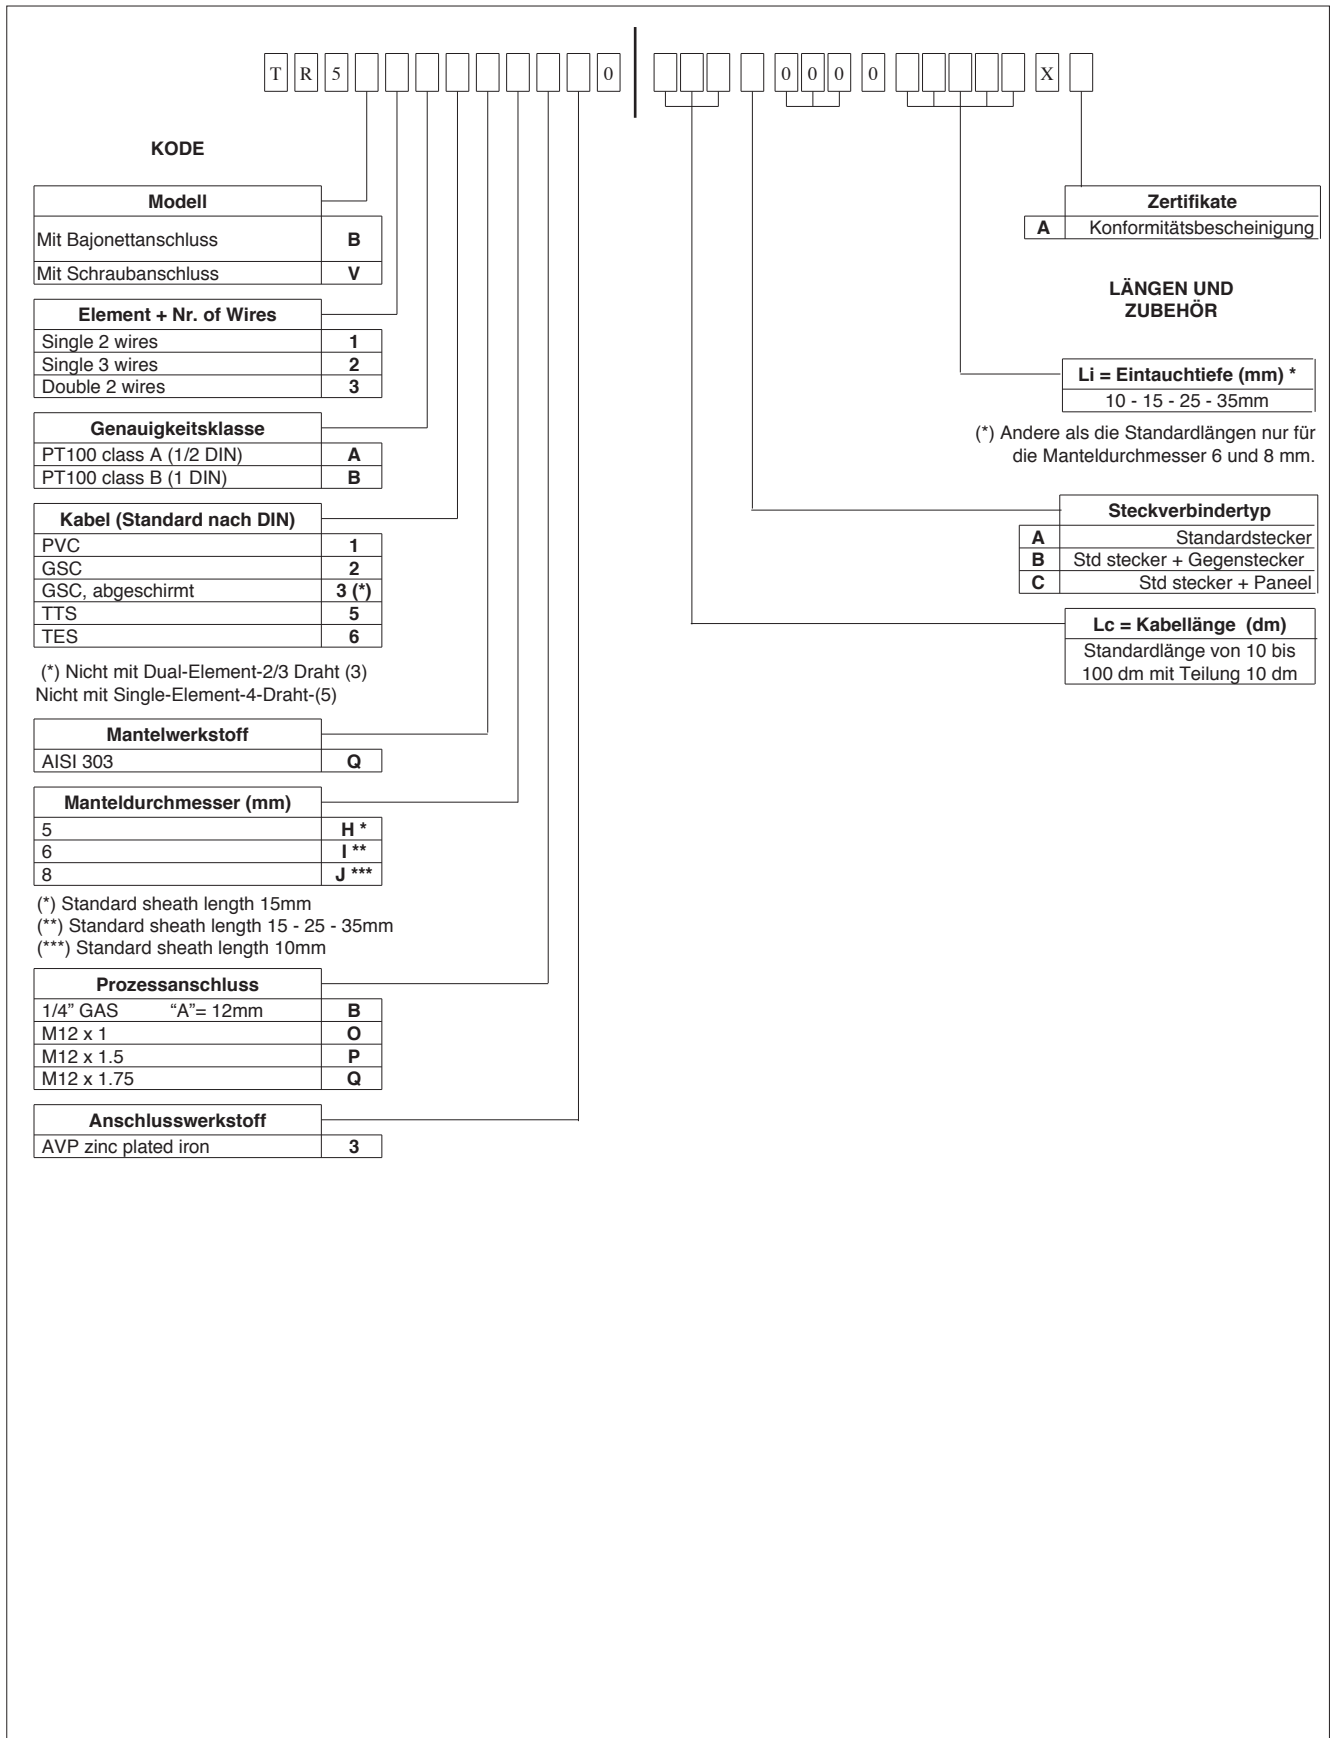 T R 5 0 0 0 0 0 X
KODE
Modell
Mit Bajonettanschluss B
Mit Schraubanschluss V
Element + Nr. of Wires
Single 2 wires 1
Single 3 wires 2
Double 2 wires 3
Genauigkeitsklasse
PT100 class A (1/2 DIN) A
PT100 class B (1 DIN) B
Kabel (Standard nach DIN)
PVC 1
GSC 2
GSC, abgeschirmt 3 (*)
TTS 5
TES 6
(*) Nicht mit Dual-Element-2/3 Draht (3)
Nicht mit Single-Element-4-Draht-(5)
Mantelwerkstoff
AISI 303 Q
Manteldurchmesser (mm)
5 H *
6 I **
8 J ***
(*) Standard sheath length 15mm
(**) Standard sheath length 15 - 25 - 35mm
(***) Standard sheath length 10mm
Prozessanschluss
1/4” GAS “A”= 12mm B
M12 x 1 O
M12 x 1.5 P
M12 x 1.75 Q
Anschlusswerkstoff
AVP zinc plated iron 3
Zertifikate
A Konformitätsbescheinigung
LÄNGEN UND
ZUBEHÖR
Li = Eintauchtiefe (mm) *
10 - 15 - 25 - 35mm
(*) Andere als die Standardlängen nur für
die Manteldurchmesser 6 und 8 mm.
Steckverbindertyp
A Standardstecker
B Std stecker + Gegenstecker
C Std stecker + Paneel
Lc = Kabellänge (dm)
Standardlänge von 10 bis
100 dm mit Teilung 10 dm